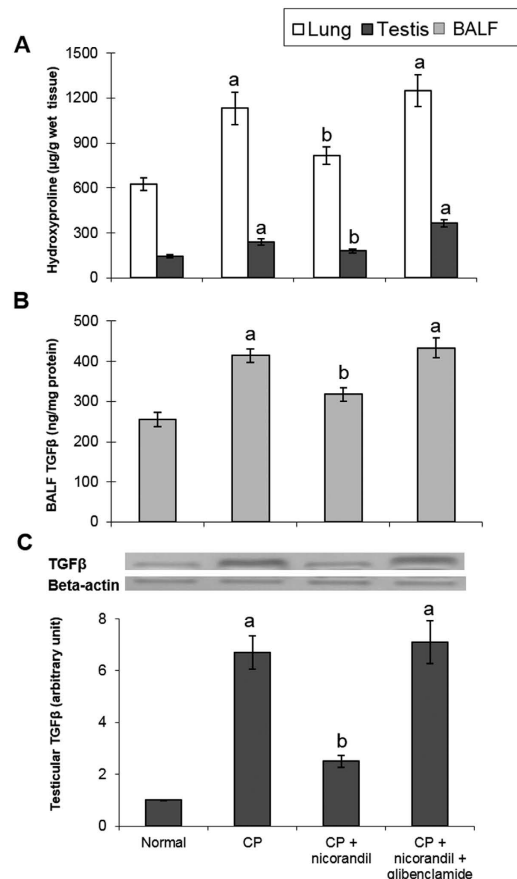 Lung Testis BALF
A
Hydroxyproline (µg/g wet tissue)
1500
1200
900
600
300
0
a
a
b
b
a
a
B
BALF TGFβ (ng/mg protein)
500
400
300
200
100
0
a
b
a
C
TGFβ
Beta-actin
Testicular TGFβ (arbitrary unit)
8
6
4
2
0
a
b
a
Normal
CP
CP +
nicorandil
CP +
nicorandil +
glibenclamide